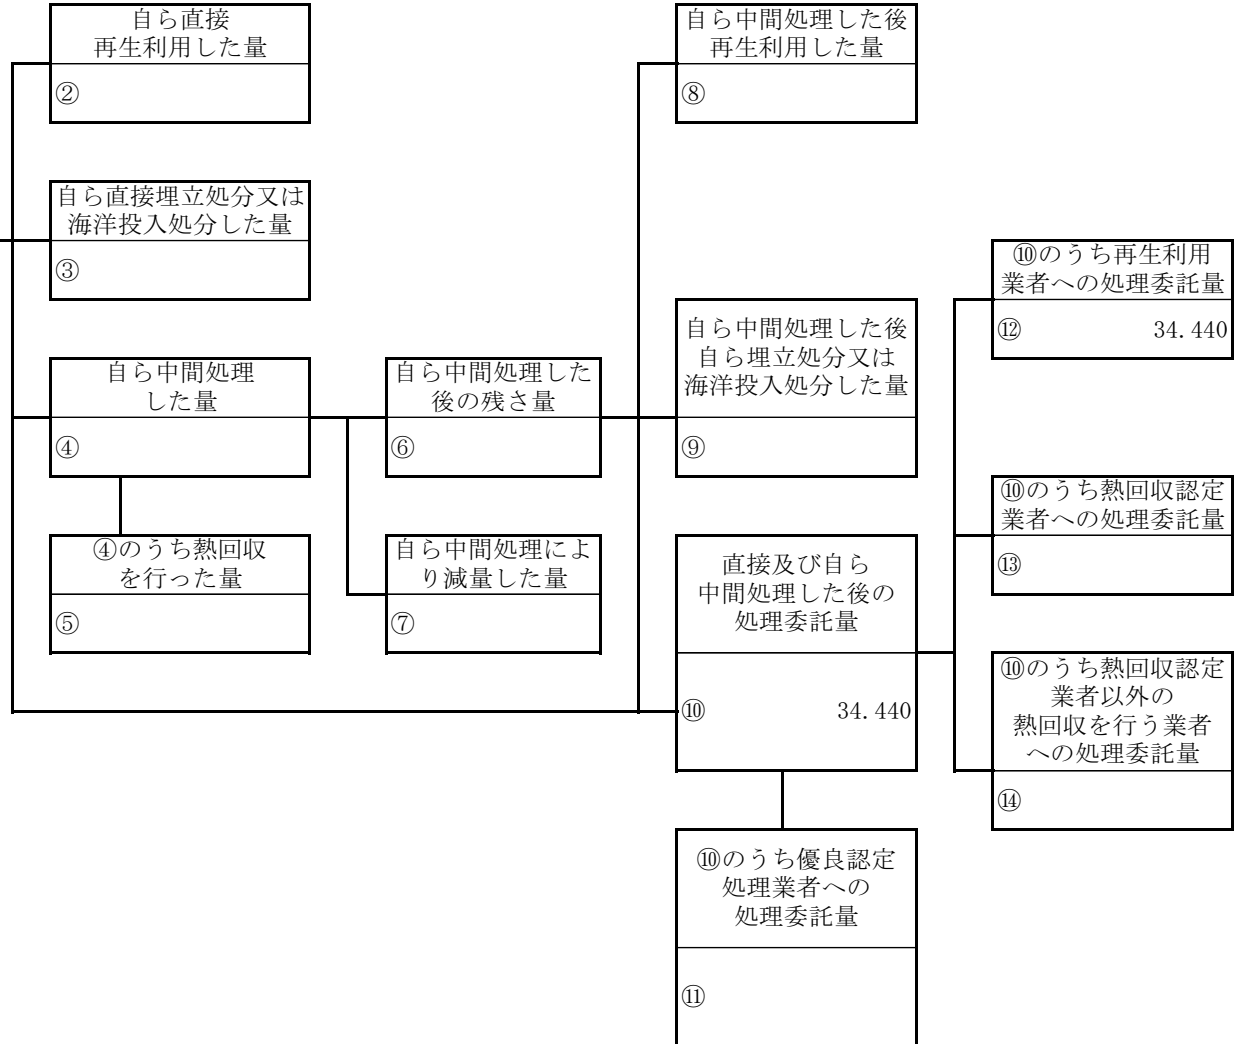 自ら直接
再生利用した量
②
自ら直接埋立処分又は
海洋投入処分した量
③
自ら中間処理
した量
④
④のうち熱回収
を行った量
⑤
自ら中間処理した
後の残さ量
⑥
自ら中間処理によ
り減量した量
⑦
自ら中間処理した後
再生利用した量
⑧
自ら中間処理した後
自ら埋立処分又は
海洋投入処分した量
⑨
直接及び自ら
中間処理した後の
処理委託量
⑩ 34.440
⑩のうち優良認定
処理業者への
処理委託量
⑪
⑩のうち再生利用
業者への処理委託量
⑫ 34.440
⑩のうち熱回収認定
業者への処理委託量
⑬
⑩のうち熱回収認定
業者以外の
熱回収を行う業者
への処理委託量
⑭